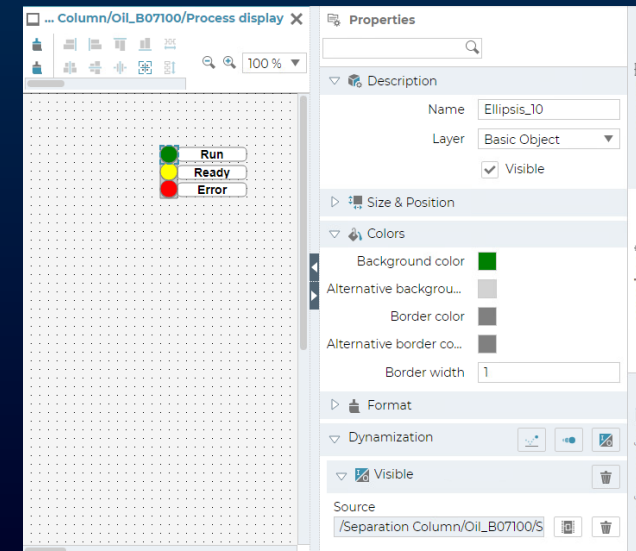 ... Column/Oil_B07100/Process display
100 %
Run
Ready
Error
Properties
Description
Name Ellipsis_10
Layer Basic Object
Visible
Size & Position
Colors
Background color
Alternative backgrou...
Border color
Alternative border co...
Border width 1
Format
Dynamization
Visible
Source
/Separation Column/Oil_B07100/S